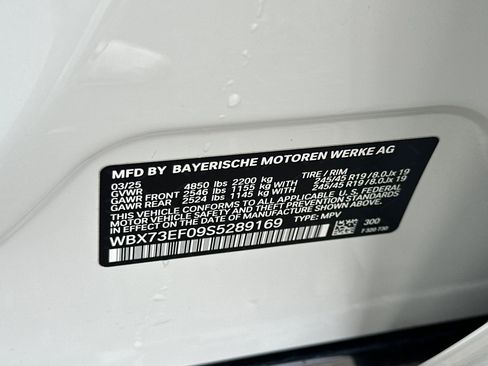 MFD BY BAYERISCHE MOTOREN WERKE AG
03/25 4850 lbs 2200 kg TIRE / RIM
GVWR
GAWR FRONT 2546 lbs 1155 kg WITH 245/45 R19 /8.0Jx 19
GAWR REAR 2524 lbs 1145 kg WITH 245/45 R19 /8.0Jx 19
THIS VEHICLE CONFORMS TO ALL APPLICABLE U.S. FEDERAL
MOTOR VEHICLE SAFETY, AND THEFT PREVENTION STANDARDS
IN EFFECT ON THE DATE OF MANUFACTURE SHOWN ABOVE.
WBX73EF09S5289169 TYPE: MPV
300